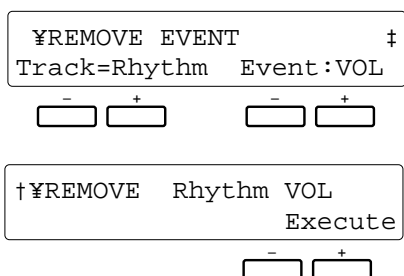 ¥REMOVE EVENT ‡
Track=Rhythm Event:VOL
– + – +
†¥REMOVE Rhythm VOL
Execute
– +